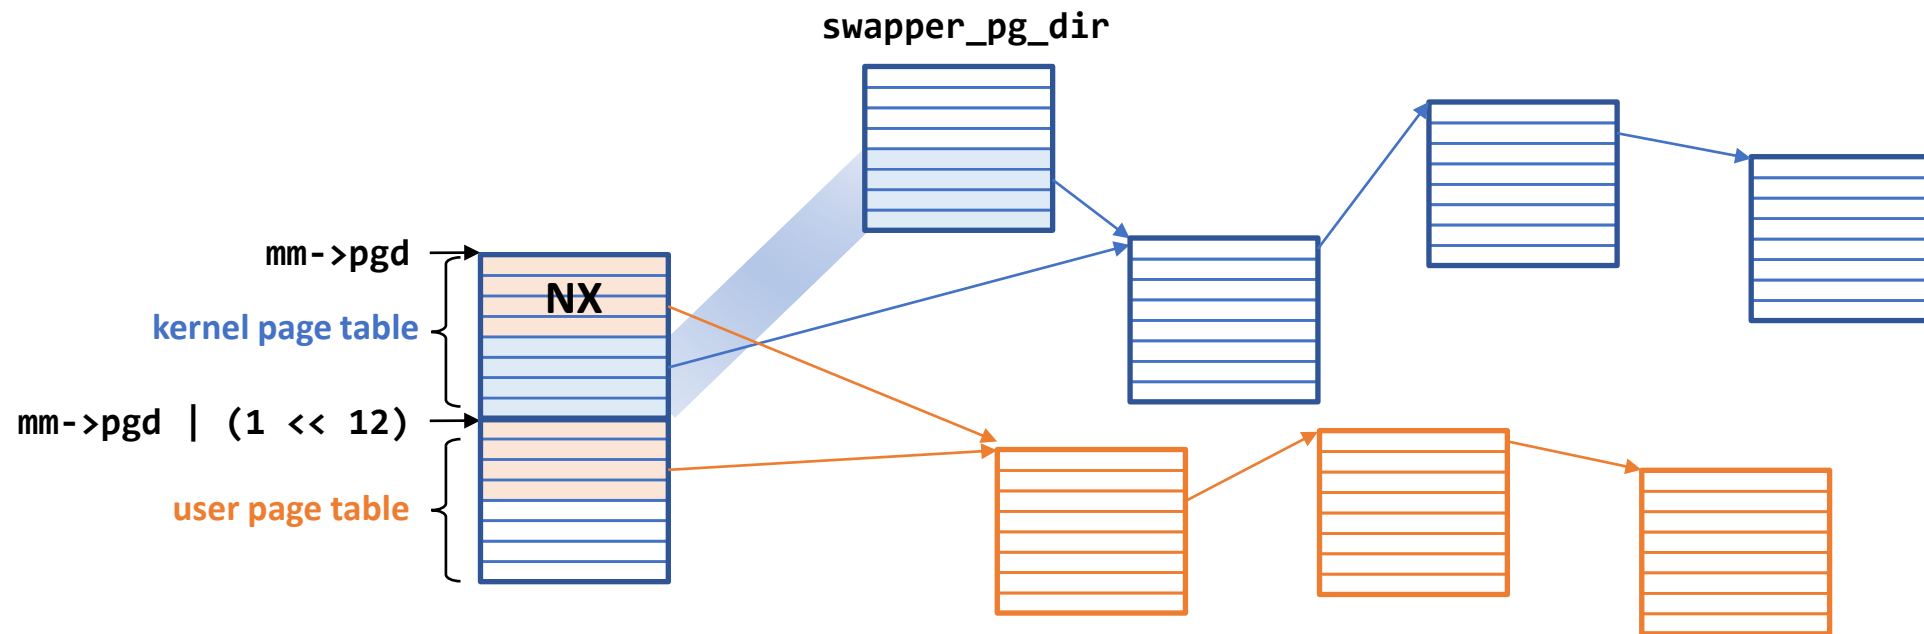 swapper_pg_dir
mm->pgd
NX
kernel page table
mm->pgd | (1 << 12)
user page table